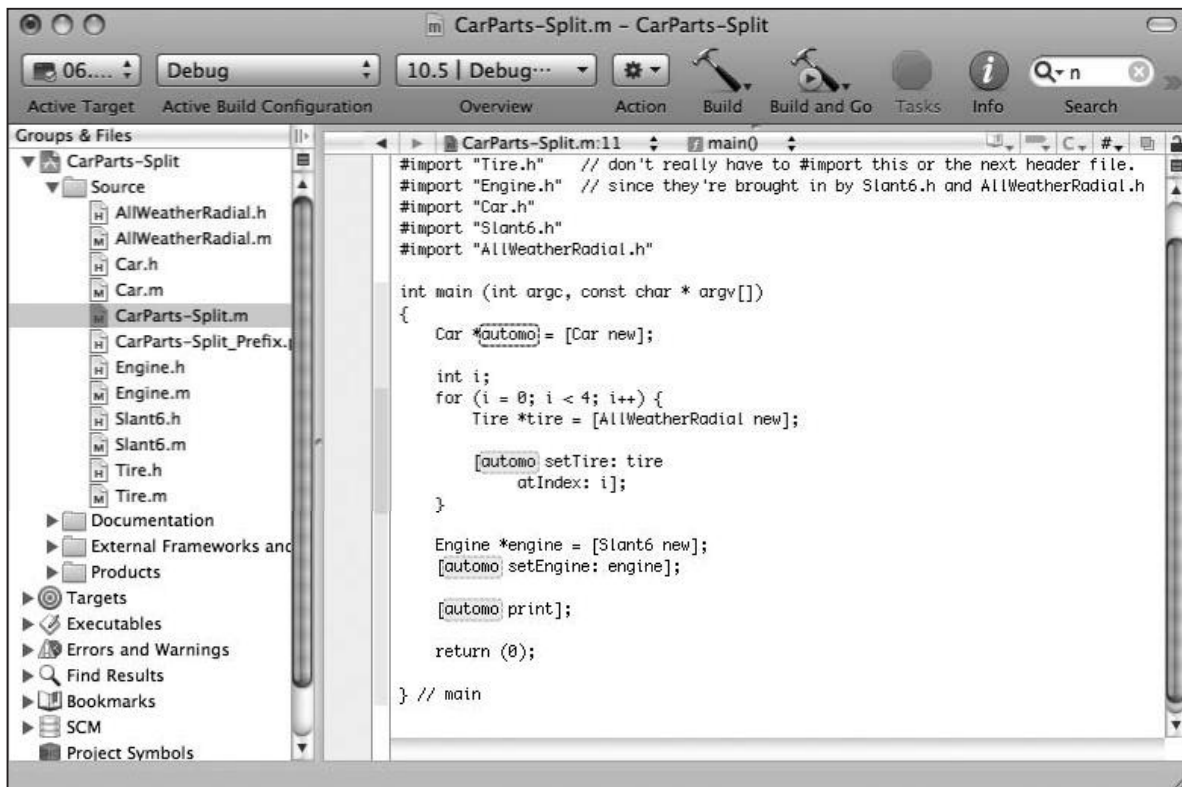 CarParts-Split.m – CarParts-Split
06.... Debug 10.5 | Debug... n
Active Target Active Build Configuration Overview Action Build Build and Go Tasks Info Search
Groups & Files
CarParts-Split
Source
AllWeatherRadial.h
AllWeatherRadial.m
Car.h
Car.m
CarParts-Split.m
CarParts-Split_Prefix.
Engine.h
Engine.m
Slant6.h
Slant6.m
Tire.h
Tire.m
Documentation
External Frameworks and
Products
Targets
Executables
Errors and Warnings
Find Results
Bookmarks
SCM
Project Symbols
CarParts-Split.m:11 main() C #
#import "Tire.h" // don't really have to #import this or the next header file.
#import "Engine.h" // since they're brought in by Slant6.h and AllWeatherRadial.h
#import "Car.h"
#import "Slant6.h"
#import "AllWeatherRadial.h"
int main (int argc, const char * argv[])
{
Car *automo = [Car new];
int i;
for (i = 0; i < 4; i++) {
Tire *tire = [AllWeatherRadial new];
[automo setTire: tire
atIndex: i];
}
Engine *engine = [Slant6 new];
[automo setEngine: engine];
[automo print];
return (0);
} // main